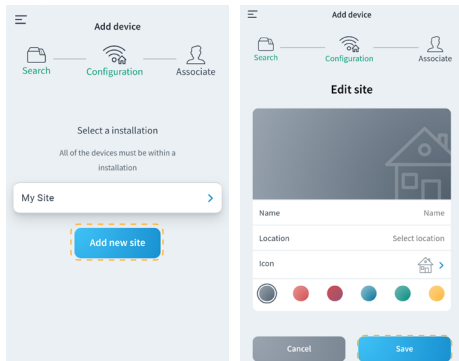 Add device
Search
Configuration
Associate
Select a installation
All of the devices must be within a
installation
My Site
Add new site
Add device
Search
Configuration
Associate
Edit site
Name
Name
Location
Select location
Icon
Cancel
Save